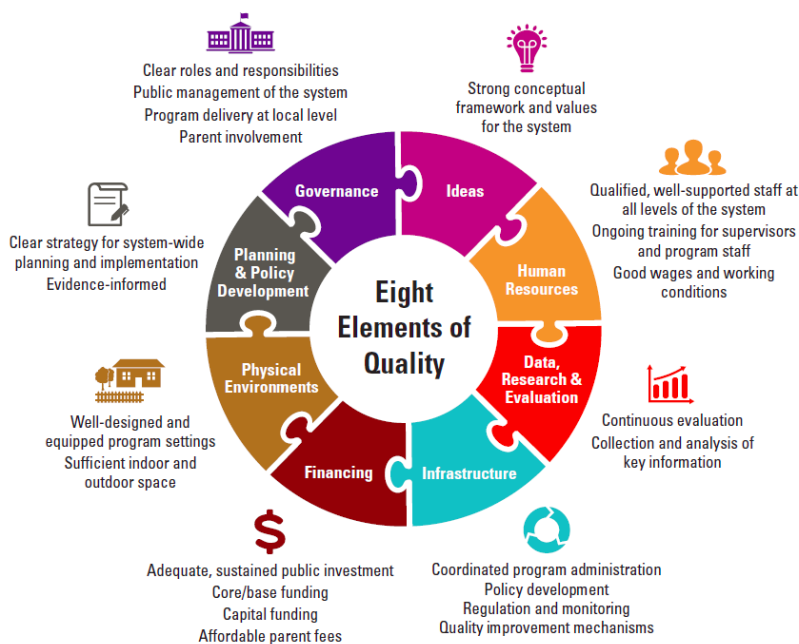 Clear roles and responsibilities
Public management of the system
Program delivery at local level
Parent involvement
Strong conceptual
framework and values
for the system
Governance
Ideas
Qualified, well-supported staff at
all levels of the system
Ongoing training for supervisors
and program staff
Good wages and working
conditions
Clear strategy for system-wide
planning and implementation
Evidence-informed
Planning
& Policy
Development
Human
Resources
Eight
Elements of
Quality
Physical
Environments
Data,
Research &
Evaluation
Well-designed and
equipped program settings
Sufficient indoor and
outdoor space
Continuous evaluation
Collection and analysis of
key information
Financing
Infrastructure
$
Adequate, sustained public investment
Core/base funding
Capital funding
Affordable parent fees
Coordinated program administration
Policy development
Regulation and monitoring
Quality improvement mechanisms